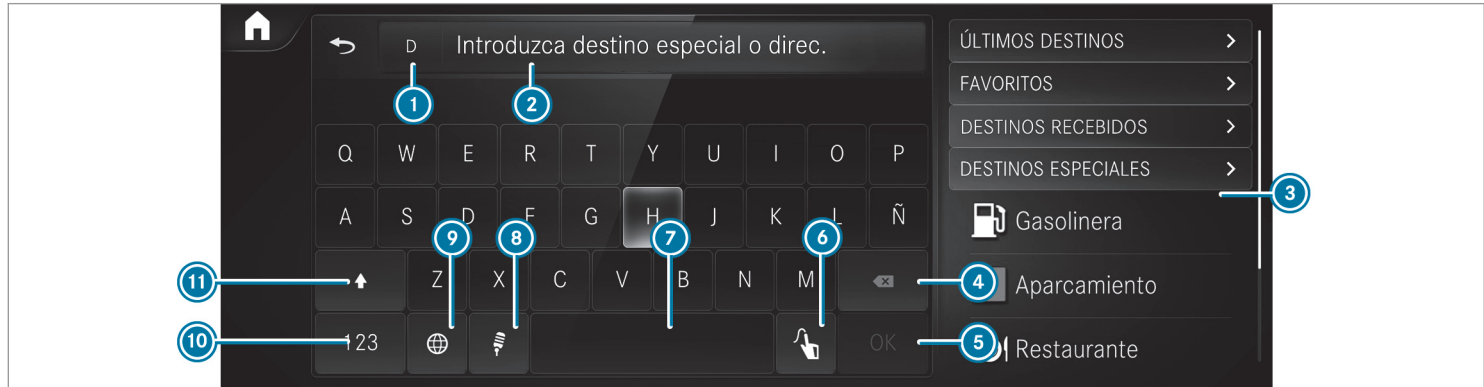 D Introduzca destino especial o direc.
1 2
Q W E R T Y U I O P
A S D F G H J K L Ñ
9 8 7 6
11 Z X C V B N M 4
10 123 OK 5
ÚLTIMOS DESTINOS
FAVORITOS
DESTINOS RECEBIDOS
DESTINOS ESPECIALES
3
Gasolinera
Aparcamiento
Restaurante